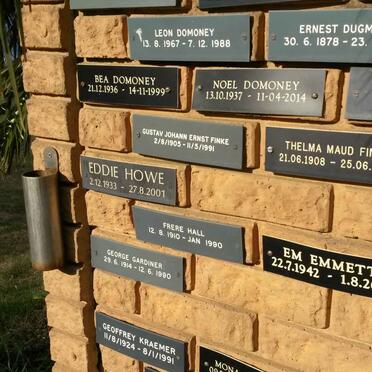 LEON DOMONEY
13. 8. 1967 - 7. 12. 1988
ERNEST
30. 6. 1878 - 23.
BEA DOMONEY
21.12.1936 - 14-11-1999
NOEL DOMONEY
13.10.1937 - 11-04-2014
GUSTAV JOHANN ERNST FINKE
2/8/1905 - 11/5/1991
THELMA MAUD
21.06.1908 - 25.06.
EDDIE HOWE
2.12.1933 - 27.8.2001
FRERE HALL
12. 8. 1910 - JAN 1990
GEORGE GARDINER
29. 6. 1914 - 12. 6. 1990
EM EMMETT
22.7.1942 - 1.8.
GEOFFREY KRAEMER
11/8/1924 - 8/1/1991